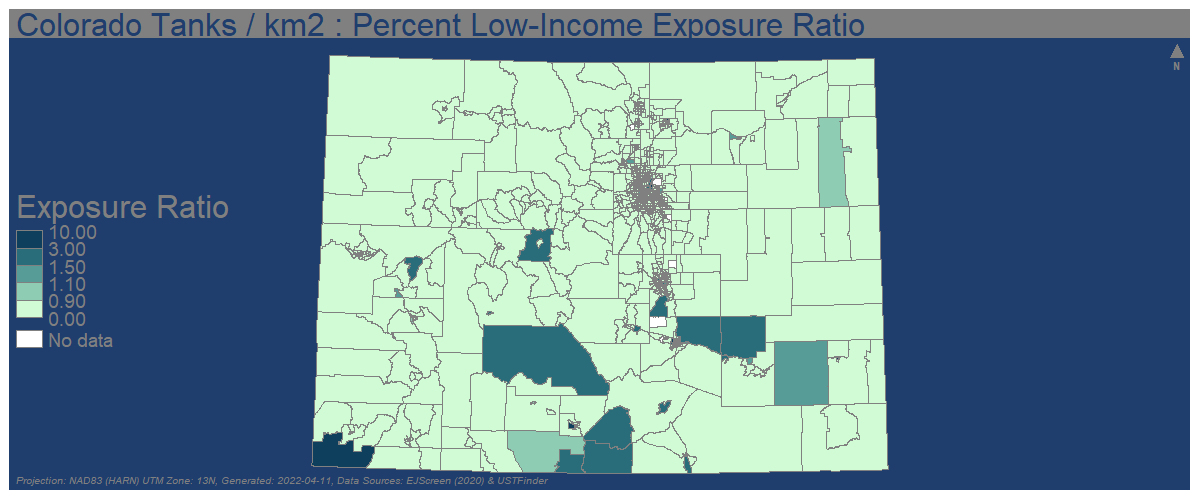 Colorado Tanks / km2 : Percent Low-Income Exposure Ratio
N
Exposure Ratio
10.00
3.00
1.50
1.10
0.90
0.00
No data
Projection: NAD83 (HARN) UTM Zone: 13N, Generated: 2022-04-11, Data Sources: EJScreen (2020) & USTFinder